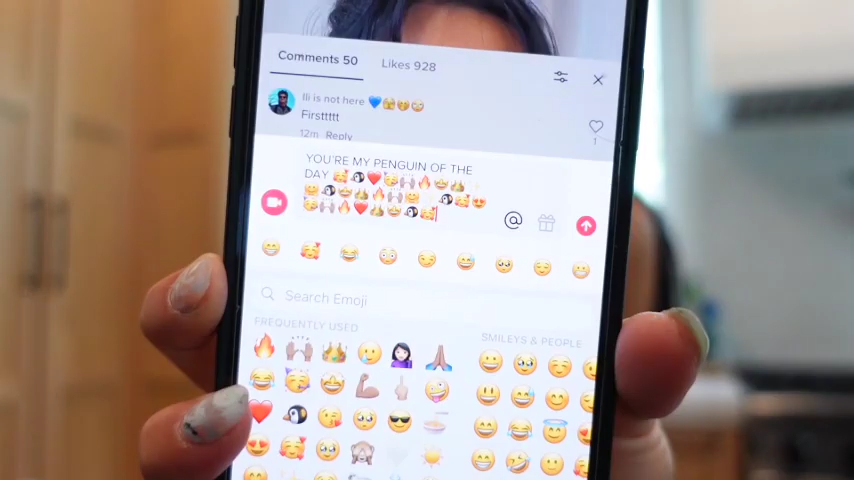 Comments 50
Likes 928
Ili is not here 💙🫣🥳🙄
Firsttttt
12m Reply
1
YOU'RE MY PENGUIN OF THE
DAY
Search Emoji
FREQUENTLY USED
SMILEYS & PEOPLE